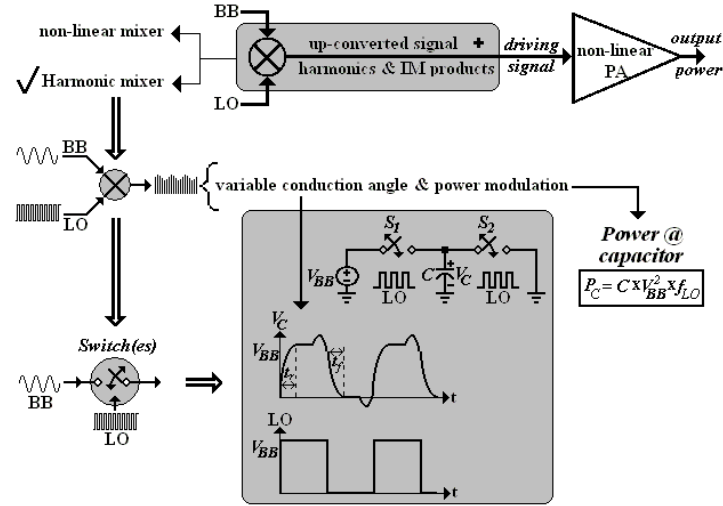 BB
non-linear mixer
up-converted signal +
harmonics & IM products
driving
signal
non-linear
PA
output
power
✓ Harmonic mixer
LO
BB
LO
variable conduction angle & power modulation
Power @
capacitor
P_C = C x V_BB^2 x f_LO
S_1
S_2
V_BB
LO
C
+
V_C
-
LO
Switch(es)
BB
LO
V_C
V_BB
t_r
t_f
t
LO
V_BB
t